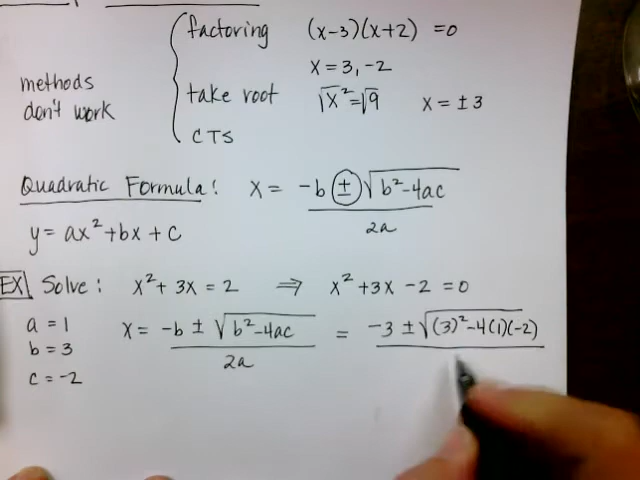 factoring (x-3)(x+2) = 0
x = 3, -2
methods don't work
take root √x² = √9 x = ± 3
CTS
Quadratic Formula: x = -b ± √b²-4ac / 2a
y = ax² + bx + c
EX Solve: x² + 3x = 2 ⇒ x² + 3x - 2 = 0
a = 1
b = 3
c = -2
x = -b ± √b²-4ac / 2a = -3 ± √(3)²-4(1)(-2)